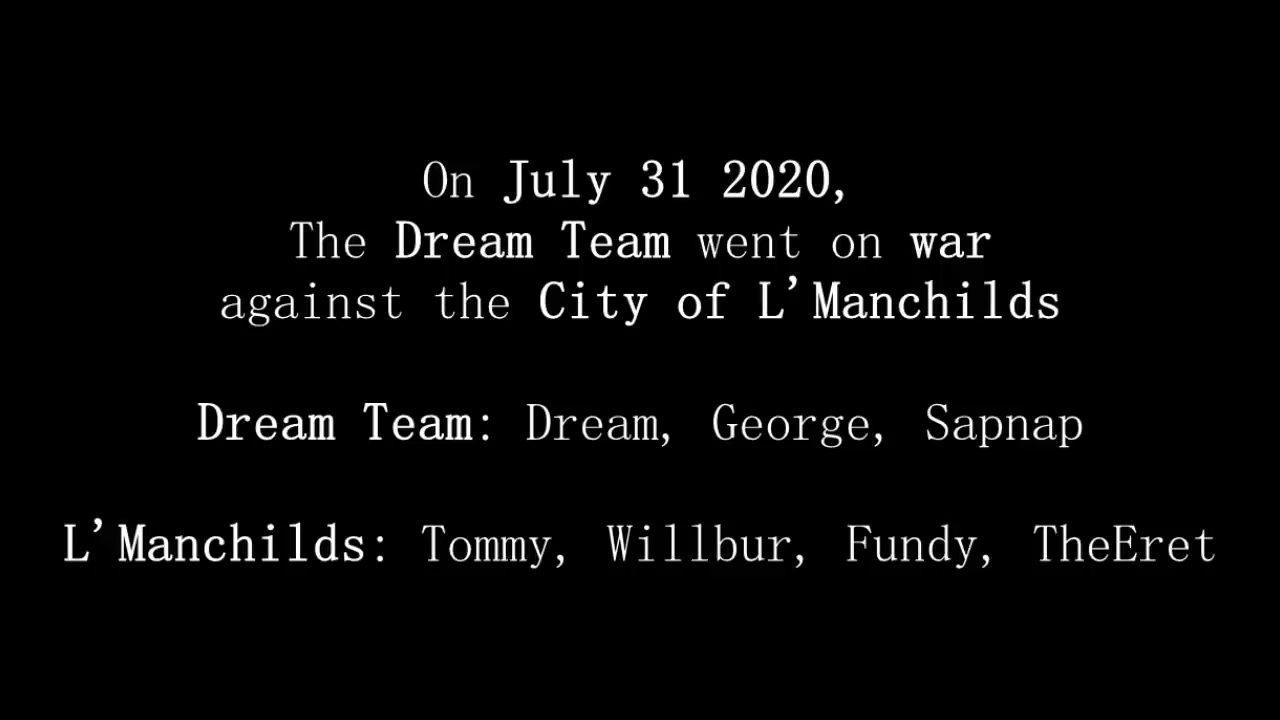 On July 31 2020,
The Dream Team went on war
against the City of L'Manchilds
Dream Team: Dream, George, Sapnap
L'Manchilds: Tommy, Willbur, Fundy, TheEret